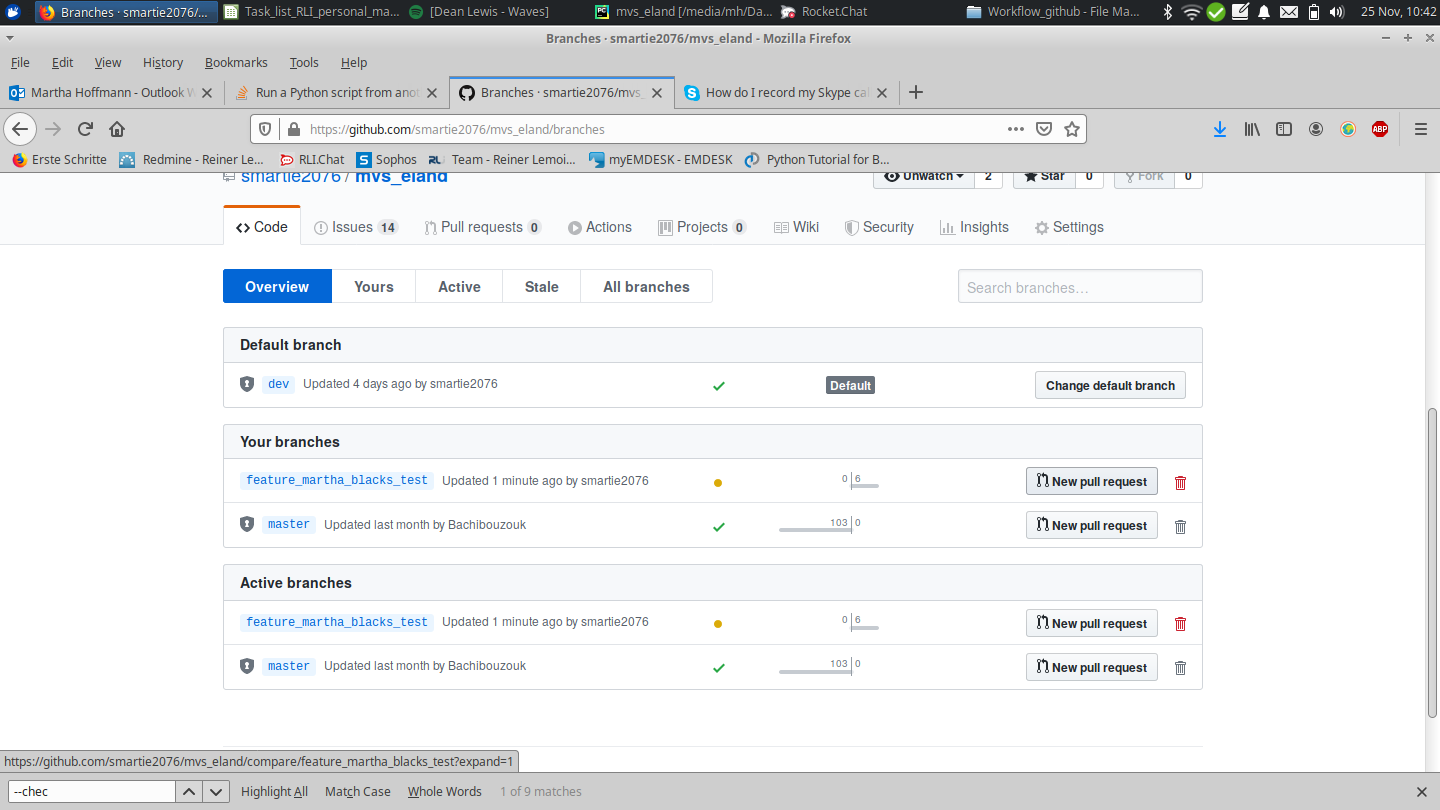 Branches · smartie2076/... Task_list_RLI_personal_ma... [Dean Lewis - Waves] mvs_eland [/media/mh/Da... Rocket.Chat Workflow_github - File Ma... 25 Nov, 10:42
Branches · smartie2076/mvs_eland - Mozilla Firefox
File Edit View History Bookmarks Tools Help
Martha Hoffmann - Outlook W Run a Python script from anot Branches · smartie2076/mvs_ How do I record my Skype cal
https://github.com/smartie2076/mvs_eland/branches
Erste Schritte Redmine - Reiner Le... RLI.Chat Sophos Team - Reiner Lemoi... myEMDESK - EMDESK Python Tutorial for B...
smartie2076 / mvs_eland Unwatch 2 Star 0 Fork 0
Code Issues 14 Pull requests 0 Actions Projects 0 Wiki Security Insights Settings
Overview Yours Active Stale All branches Search branches...
Default branch
dev Updated 4 days ago by smartie2076 Default Change default branch
Your branches
feature_martha_blacks_test Updated 1 minute ago by smartie2076 0 6 New pull request
master Updated last month by Bachibouzouk 103 0 New pull request
Active branches
feature_martha_blacks_test Updated 1 minute ago by smartie2076 0 6 New pull request
master Updated last month by Bachibouzouk 103 0 New pull request
https://github.com/smartie2076/mvs_eland/compare/feature_martha_blacks_test?expand=1
--chec Highlight All Match Case Whole Words 1 of 9 matches